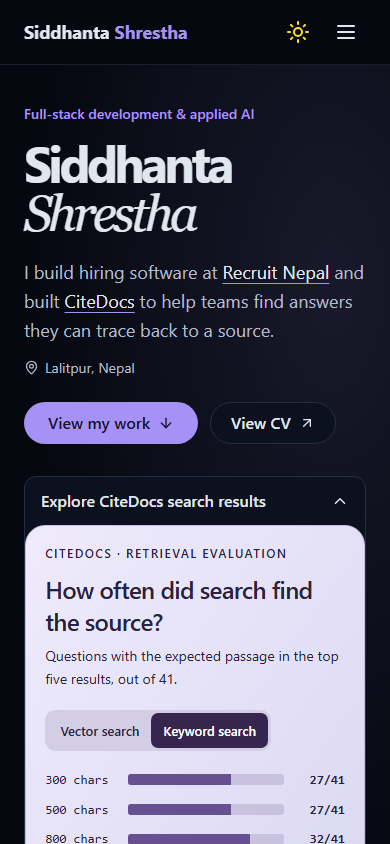 Siddhanta Shrestha
Full-stack development & applied AI
Siddhanta
Shrestha
I build hiring software at Recruit Nepal and
built CiteDocs to help teams find answers
they can trace back to a source.
Lalitpur, Nepal
View my work ↓ View CV ↗
Explore CiteDocs search results
CITEDOCS · RETRIEVAL EVALUATION
How often did search find
the source?
Questions with the expected passage in the top
five results, out of 41.
Vector search Keyword search
300 chars 27/41
500 chars 27/41
800 chars 32/41